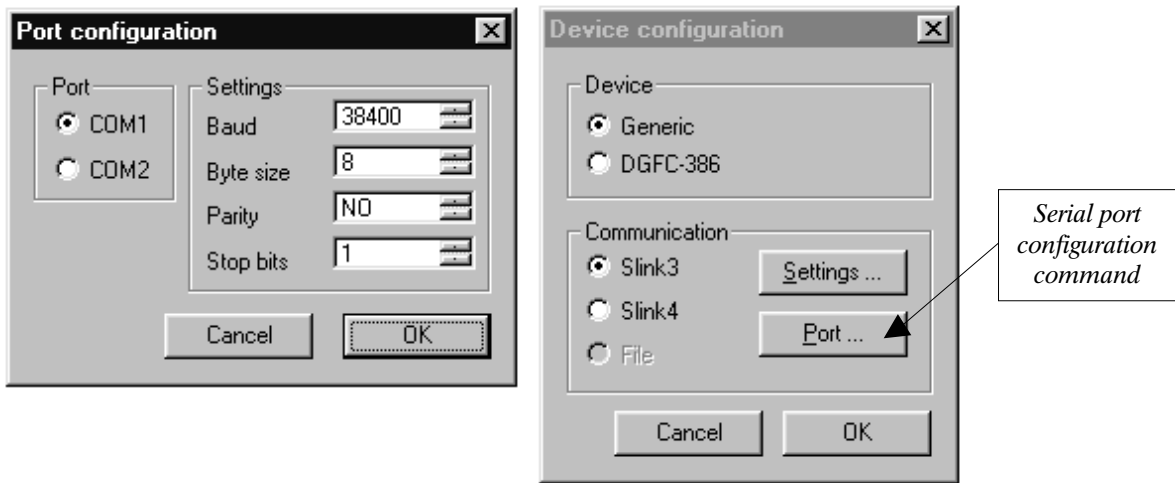 Port configuration
Port
COM1
COM2
Settings
Baud 38400
Byte size 8
Parity NO
Stop bits 1
Cancel OK
Device configuration
Device
Generic
DGFC-386
Communication
Slink3 Settings ...
Slink4
Port ...
File
Cancel OK
Serial port
configuration
command